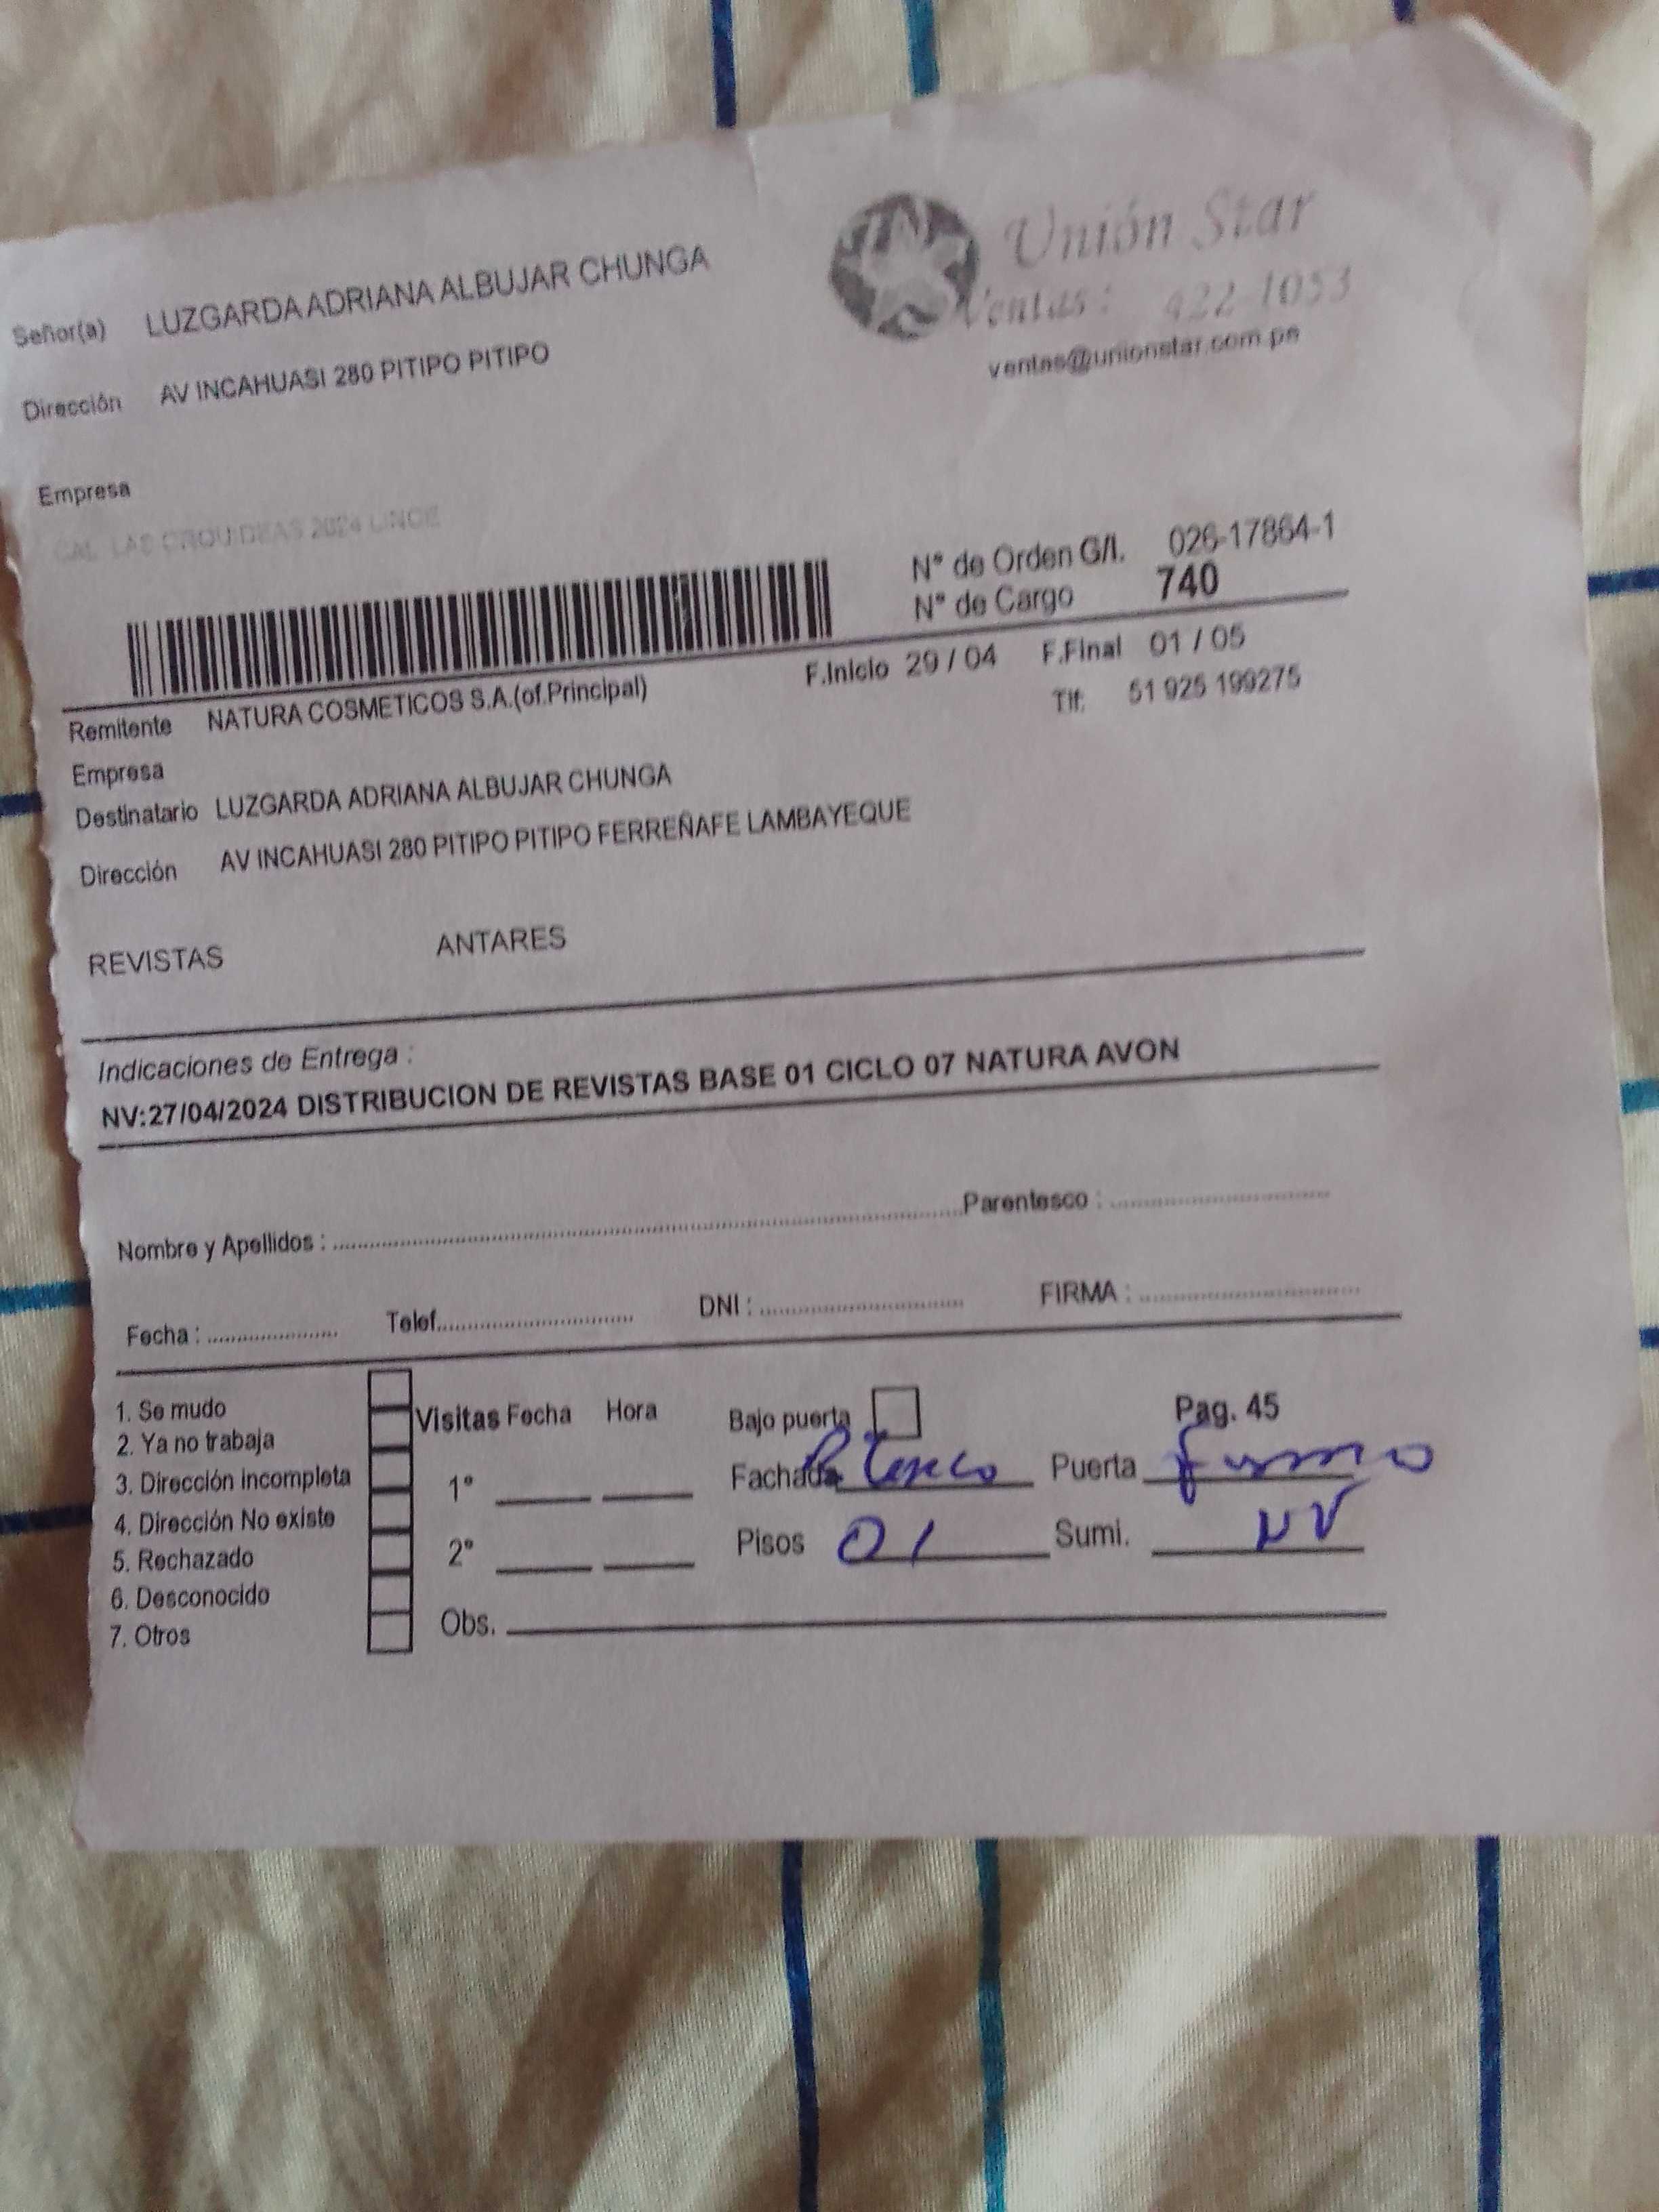 Unión Star
Ventas: 422-1053
ventas@unionstar.com.pe
Señor(a) LUZGARDA ADRIANA ALBUJAR CHUNGA
Dirección AV INCAHUASI 280 PITIPO PITIPO
Empresa
CAL LAS ORQUIDEAS 2024 LINCE
N° de Orden G/I. 026-17864-1
N° de Cargo 740
F.Inicio 29 / 04 F.Final 01 / 05
Remitente NATURA COSMETICOS S.A.(of.Principal) Tlf: 51 925 199275
Empresa
Destinatario LUZGARDA ADRIANA ALBUJAR CHUNGA
Dirección AV INCAHUASI 280 PITIPO PITIPO FERREÑAFE LAMBAYEQUE
REVISTAS ANTARES
Indicaciones de Entrega :
NV:27/04/2024 DISTRIBUCION DE REVISTAS BASE 01 CICLO 07 NATURA AVON
Nombre y Apellidos : Parentesco :
Fecha : Telef. DNI : FIRMA :
1. Se mudo
2. Ya no trabaja
3. Dirección incompleta
4. Dirección No existe
5. Rechazado
6. Desconocido
7. Otros
Visitas Fecha Hora
1°
2°
Obs.
Bajo puerta Pag. 45
Fachada Puerta
Pisos 01 Sumi. NV